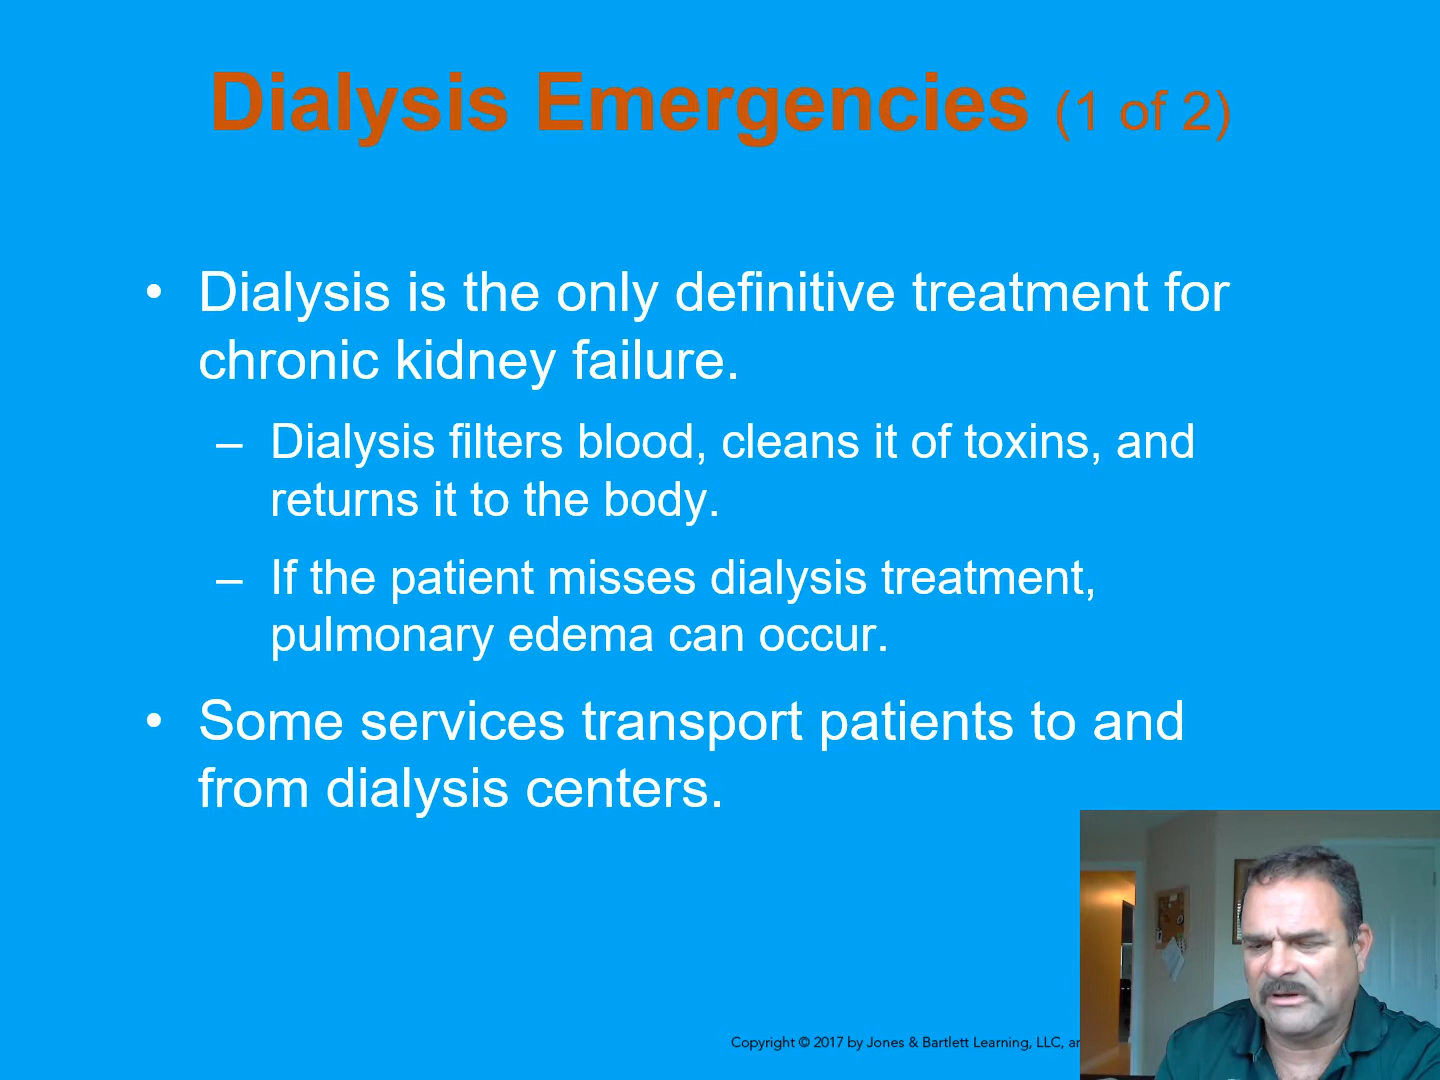 Dialysis Emergencies (1 of 2)
• Dialysis is the only definitive treatment for
chronic kidney failure.
– Dialysis filters blood, cleans it of toxins, and
returns it to the body.
– If the patient misses dialysis treatment,
pulmonary edema can occur.
• Some services transport patients to and
from dialysis centers.
Copyright © 2017 by Jones & Bartlett Learning, LLC,